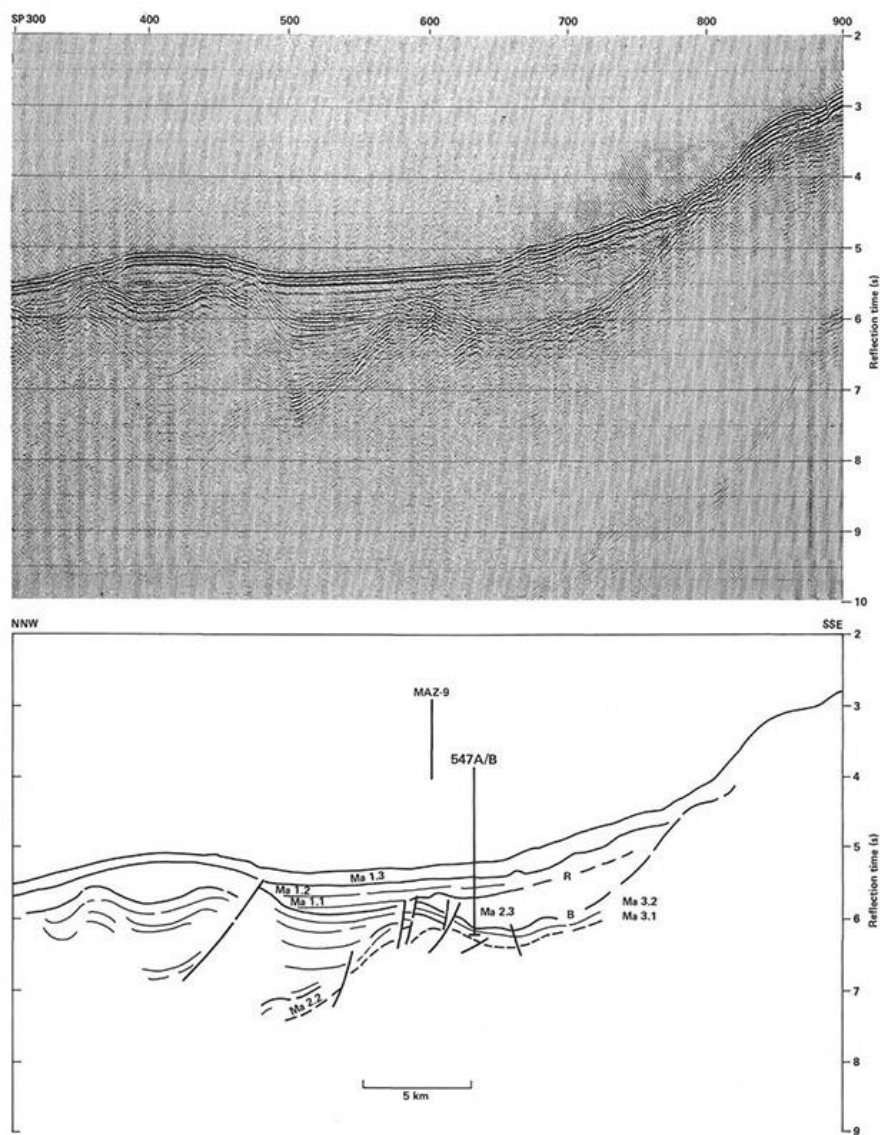 SP 300 400 500 600 700 800 900
2
3
4
5
6
7
8
9
10
Reflection time (s)
NNW SSE
2
3
4
5
6
7
8
9
Reflection time (s)
MAZ-9
547A/B
Ma 1.3
R
Ma 1.2
Ma 1.1
Ma 2.3
B
Ma 3.2
Ma 3.1
Ma 2.2
5 km